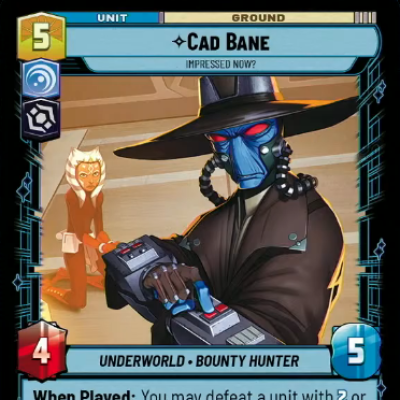 UNIT GROUND
5
✧CAD BANE
IMPRESSED NOW?
4
UNDERWORLD • BOUNTY HUNTER
5
When Played: You may defeat a unit with 2 or